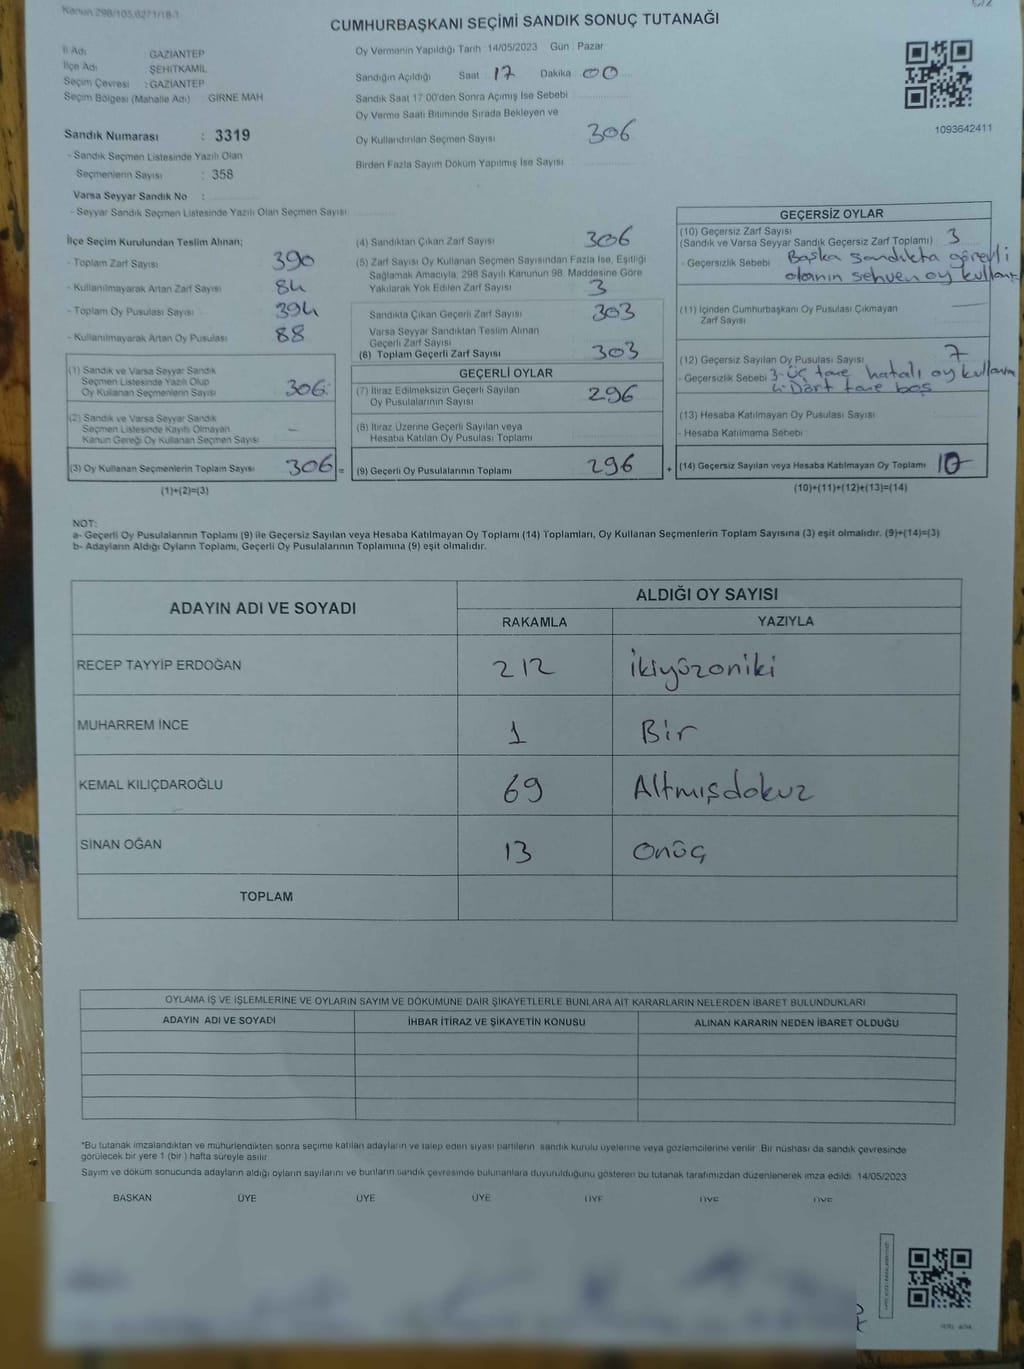 Kanun 298/105,6271/18-1
CUMHURBAŞKANI SEÇİMİ SANDIK SONUÇ TUTANAĞI
İl Adı : GAZİANTEP
İlçe Adı : ŞEHİTKAMİL
Seçim Çevresi : GAZİANTEP
Seçim Bölgesi (Mahalle Adı) GİRNE MAH
Sandık Numarası : 3319
- Sandık Seçmen Listesinde Yazılı Olan
Seçmenlerin Sayısı : 358
Varsa Seyyar Sandık No :
- Seyyar Sandık Seçmen Listesinde Yazılı Olan Seçmen Sayısı
Oy Vermenin Yapıldığı Tarih :14/05/2023 Gün : Pazar
Sandığın Açıldığı Saat : 17 Dakika : 00
Sandık Saat 17:00'den Sonra Açımış İse Sebebi
Oy Verme Saati Bitiminde Sırada Bekleyen ve
Oy Kullandırılan Seçmen Sayısı 306
Birden Fazla Sayım Döküm Yapılmış İse Sayısı
1093642411
İlçe Seçim Kurulundan Teslim Alınan;
- Toplam Zarf Sayısı 390
- Kullanılmayarak Artan Zarf Sayısı 84
- Toplam Oy Pusulası Sayısı 394
- Kullanılmayarak Artan Oy Pusulası 88
(1) Sandık ve Varsa Seyyar Sandık
Seçmen Listesinde Yazılı Olup
Oy Kullanan Seçmenlerin Sayısı 306
(2) Sandık ve Varsa Seyyar Sandık
Seçmen Listesinde Kayıtlı Olmayan
Kanun Gereği Oy Kullanan Seçmen Sayısı –
(3) Oy Kullanan Seçmenlerin Toplam Sayısı 306 =
(1)+(2)=(3)
(4) Sandıktan Çıkan Zarf Sayısı 306
(5) Zarf Sayısı Oy Kullanan Seçmen Sayısından Fazla İse, Eşitliği
Sağlamak Amacıyla, 298 Sayılı Kanunun 98. Maddesine Göre
Yakılarak Yok Edilen Zarf Sayısı 3
Sandıkta Çıkan Geçerli Zarf Sayısı 303
Varsa Seyyar Sandıktan Teslim Alınan
Geçerli Zarf Sayısı
(6) Toplam Geçerli Zarf Sayısı 303
GEÇERLİ OYLAR
(7) İtiraz Edilmeksizin Geçerli Sayılan
Oy Pusulalarının Sayısı 296
(8) İtiraz Üzerine Geçerli Sayılan veya
Hesaba Katılan Oy Pusulası Toplamı
(9) Geçerli Oy Pusulalarının Toplamı 296 +
GEÇERSİZ OYLAR
(10) Geçersiz Zarf Sayısı
(Sandık ve Varsa Seyyar Sandık Geçersiz Zarf Toplamı) 3
- Geçersizlik Sebebi Başka sandıkta görevli
olanın sehven oy
(11) İçinden Cumhurbaşkanı Oy Pusulası Çıkmayan
Zarf Sayısı
(12) Geçersiz Sayılan Oy Pusulası Sayısı 7
- Geçersizlik Sebebi 3-üç tane hatalı oy
4-Dört tane boş
(13) Hesaba Katılmayan Oy Pusulası Sayısı
- Hesaba Katılmama Sebebi
(14) Geçersiz Sayılan veya Hesaba Katılmayan Oy Toplamı 10
(10)+(11)+(12)+(13)=(14)
NOT:
a- Geçerli Oy Pusulalarının Toplamı (9) ile Geçersiz Sayılan veya Hesaba Katılmayan Oy Toplamı (14) Toplamları, Oy Kullanan Seçmenlerin Toplam Sayısına (3) eşit olmalıdır. (9)+(14)=(3)
b- Adayların Aldığı Oyların Toplamı, Geçerli Oy Pusulalarının Toplamına (9) eşit olmalıdır.
ADAYIN ADI VE SOYADI
ALDIĞI OY SAYISI
RAKAMLA YAZIYLA
RECEP TAYYİP ERDOĞAN 212 İkiyüzoniki
MUHARREM İNCE 1 Bir
KEMAL KILIÇDAROĞLU 69 Altmışdokuz
SİNAN OĞAN 13 Onüç
TOPLAM
OYLAMA İŞ VE İŞLEMLERİNE VE OYLARIN SAYIM VE DÖKÜMÜNE DAİR ŞİKAYETLERLE BUNLARA AİT KARARLARIN NELERDEN İBARET BULUNDUKLARI
ADAYIN ADI VE SOYADI İHBAR İTİRAZ VE ŞİKAYETİN KONUSU ALINAN KARARIN NEDEN İBARET OLDUĞU
*Bu tutanak imzalandıktan ve mühürlendikten sonra seçime katılan adayların ve talep eden siyasi partilerin sandık kurulu üyelerine veya gözlemcilerine verilir. Bir nüshası da sandık çevresinde
görülecek bir yere 1 (bir ) hafta süreyle asılır
Sayım ve döküm sonucunda adayların aldığı oyların sayılarını ve bunların sandık çevresinde bulunanlara duyurulduğunu gösteren bu tutanak tarafımızdan düzenlenerek imza edildi. 14/05/2023
BAŞKAN ÜYE ÜYE ÜYE ÜYE ÜYE ÜYE